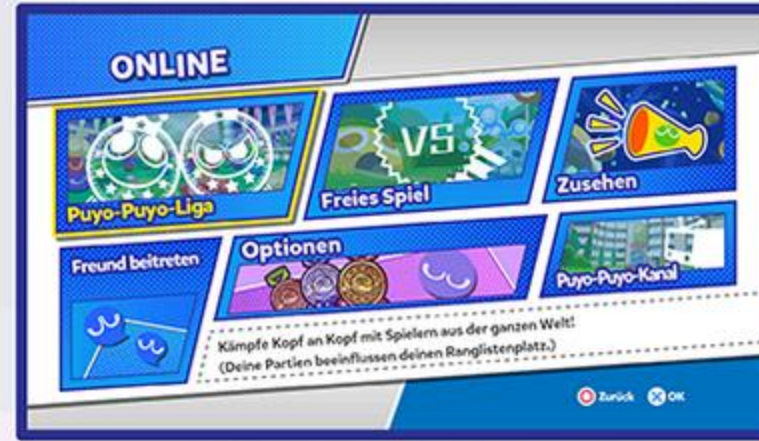 ONLINE
VS
Puyo-Puyo-Liga
Freies Spiel
Zusehen
Freund beitreten
Optionen
Puyo-Puyo-Kanal
Kämpfe Kopf an Kopf mit Spielern aus der ganzen Welt!
(Deine Partien beeinflussen deinen Ranglistenplatz.)
Zurück OK